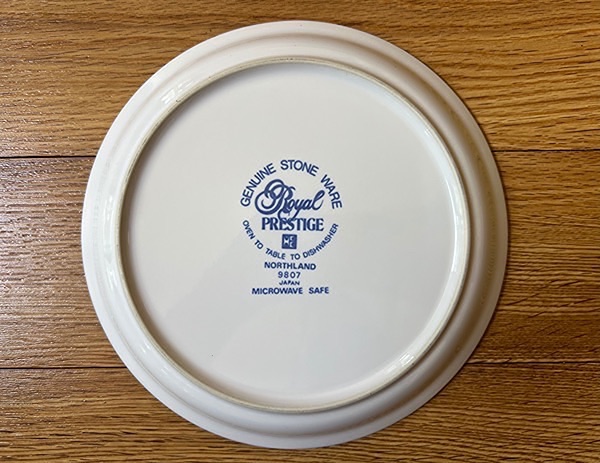 GENUINE STONE WARE
Royal
PRESTIGE
OVEN TO TABLE TO DISHWASHER
NORTHLAND
9807
JAPAN
MICROWAVE SAFE